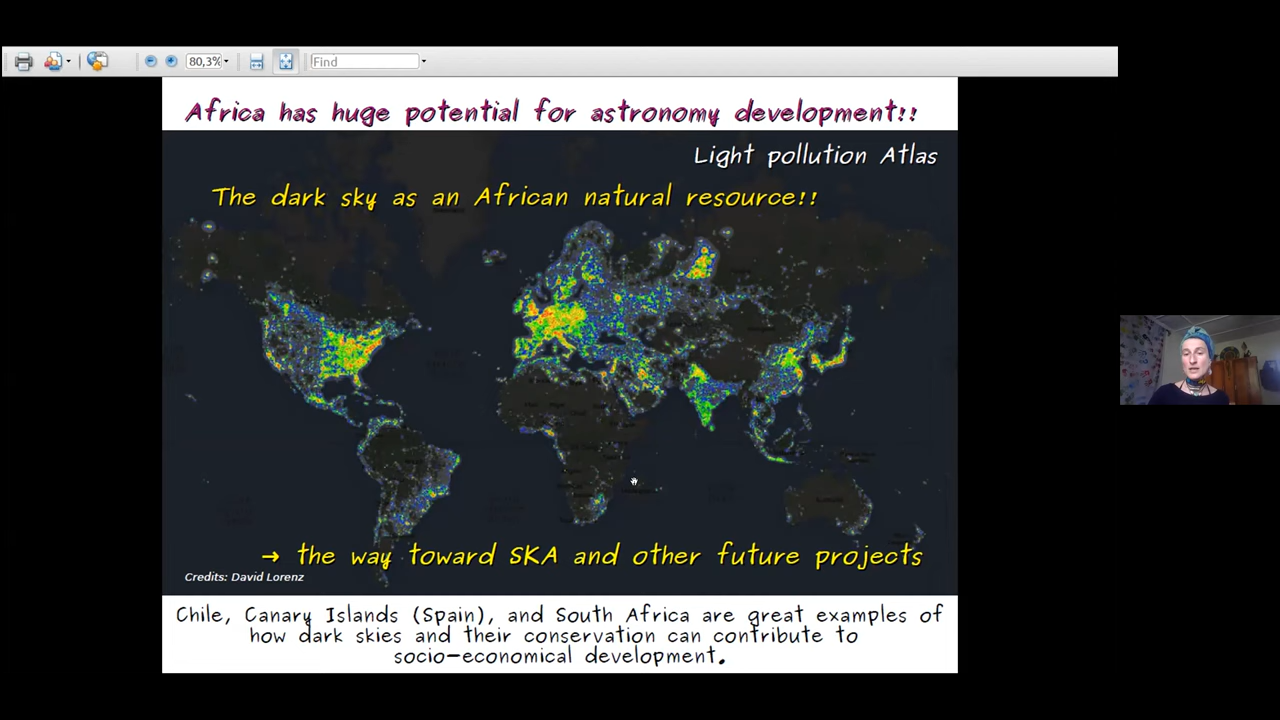 80,3%
Find
Africa has huge potential for astronomy development!!
Light pollution Atlas
The dark sky as an African natural resource!!
→ the way toward SKA and other future projects
Credits: David Lorenz
Chile, Canary Islands (Spain), and South Africa are great examples of
how dark skies and their conservation can contribute to
socio-economical development.